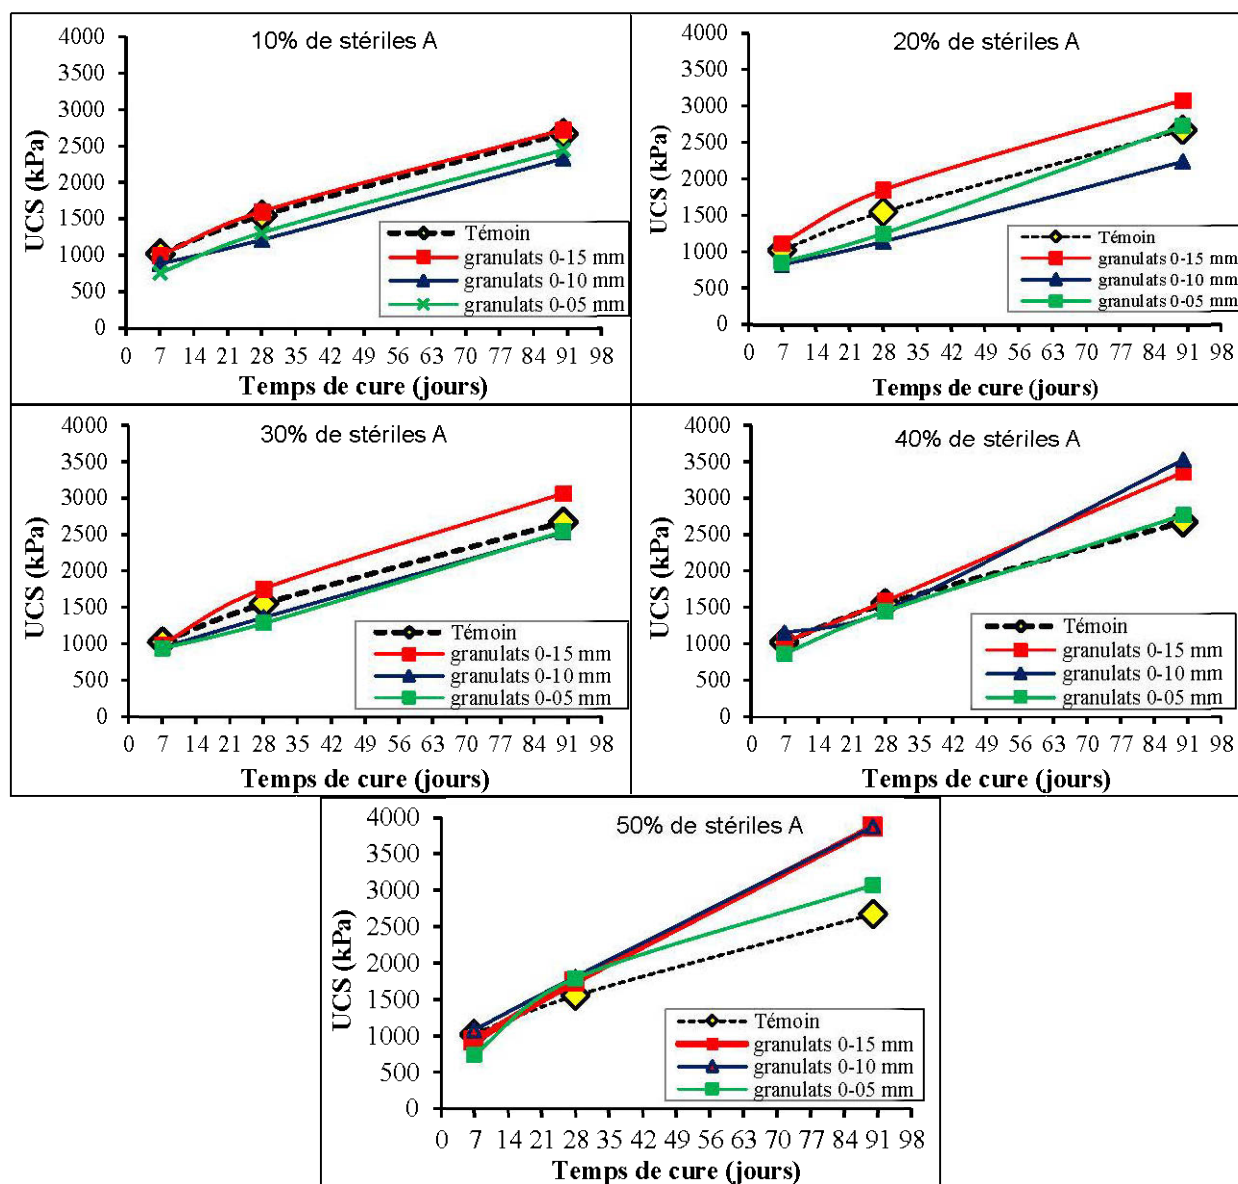 10% de stériles A
UCS (kPa)
4000
3500
3000
2500
2000
1500
1000
500
0
Témoin
granulats 0-15 mm
granulats 0-10 mm
granulats 0-05 mm
0 7 14 21 28 35 42 49 56 63 70 77 84 91 98
Temps de cure (jours)
20% de stériles A
UCS (kPa)
4000
3500
3000
2500
2000
1500
1000
500
0
Témoin
granulats 0-15 mm
granulats 0-10 mm
granulats 0-05 mm
0 7 14 21 28 35 42 49 56 63 70 77 84 91 98
Temps de cure (jours)
30% de stériles A
UCS (kPa)
4000
3500
3000
2500
2000
1500
1000
500
0
Témoin
granulats 0-15 mm
granulats 0-10 mm
granulats 0-05 mm
0 7 14 21 28 35 42 49 56 63 70 77 84 91 98
Temps de cure (jours)
40% de stériles A
UCS (kPa)
4000
3500
3000
2500
2000
1500
1000
500
0
Témoin
granulats 0-15 mm
granulats 0-10 mm
granulats 0-05 mm
0 7 14 21 28 35 42 49 56 63 70 77 84 91 98
Temps de cure (jours)
50% de stériles A
UCS (kPa)
4000
3500
3000
2500
2000
1500
1000
500
0
Témoin
granulats 0-15 mm
granulats 0-10 mm
granulats 0-05 mm
0 7 14 21 28 35 42 49 56 63 70 77 84 91 98
Temps de cure (jours)